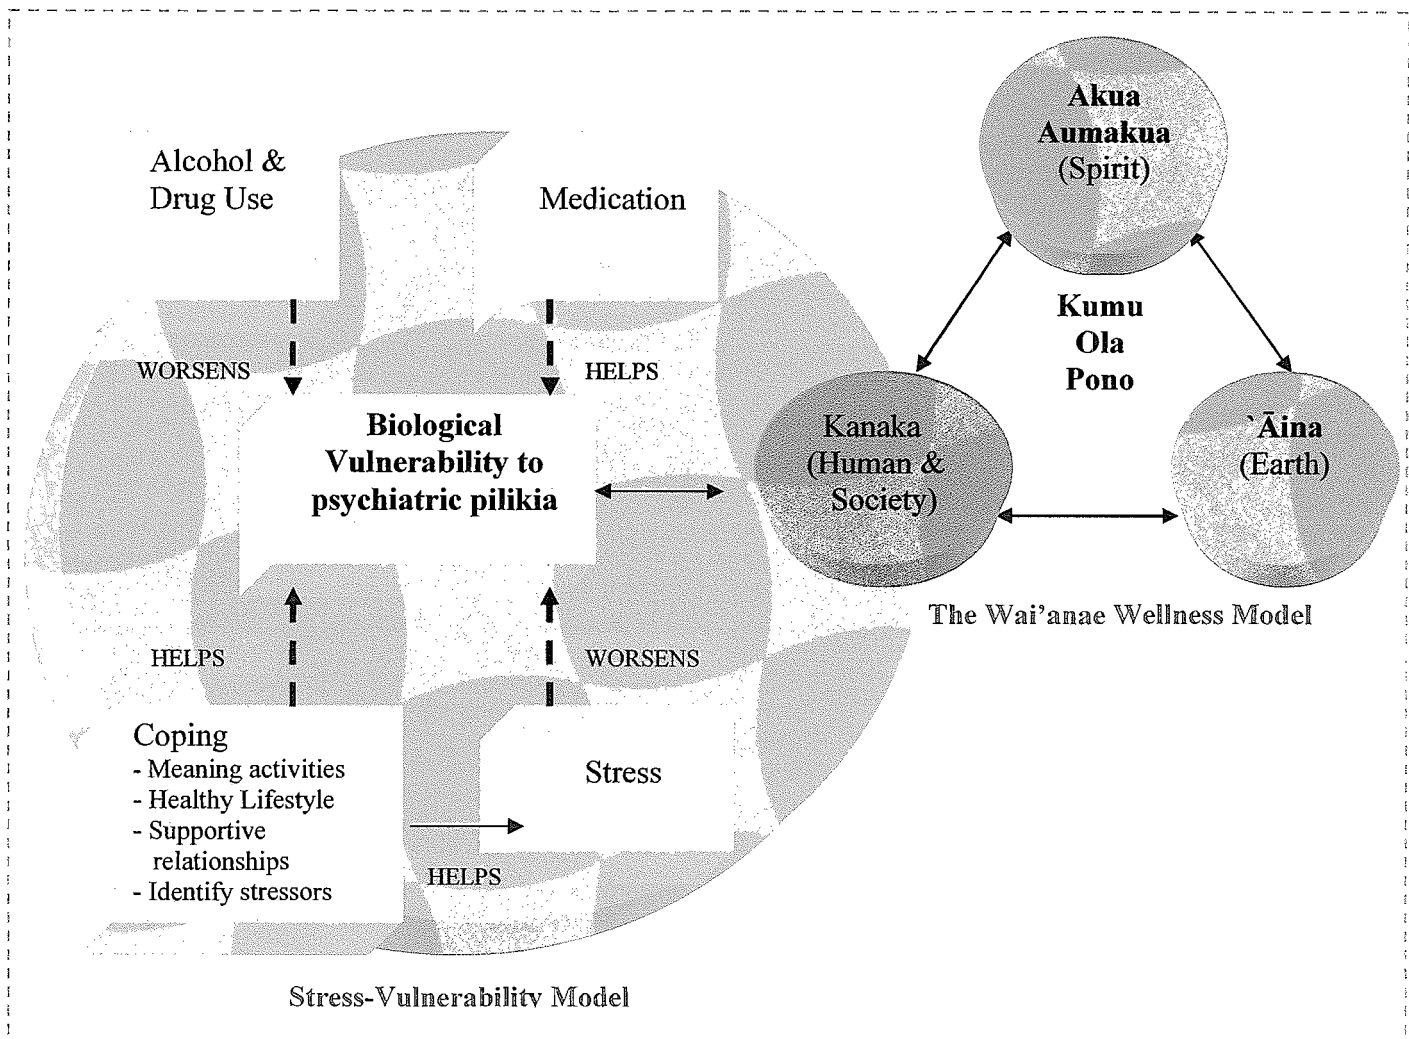 Alcohol &
Drug Use
Medication
WORSENS
HELPS
Biological
Vulnerability to
psychiatric pilikia
HELPS
WORSENS
Coping
- Meaning activities
- Healthy Lifestyle
- Supportive
relationships
- Identify stressors
Stress
HELPS
Stress-Vulnerability Model
Akua
Aumakua
(Spirit)
Kumu
Ola
Pono
Kanaka
(Human &
Society)
`Āina
(Earth)
The Wai'anae Wellness Model